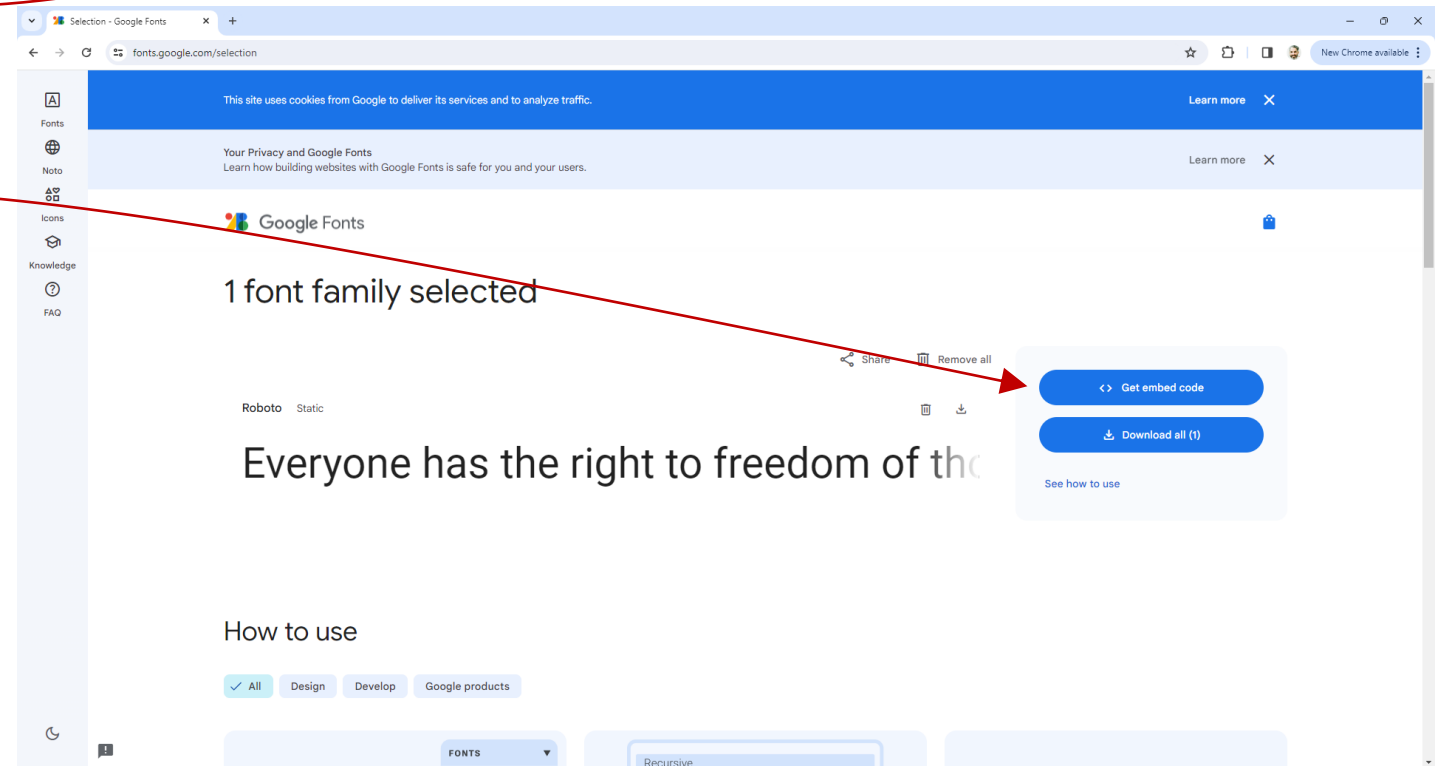 Selection - Google Fonts
fonts.google.com/selection
New Chrome available
This site uses cookies from Google to deliver its services and to analyze traffic.
Learn more
Fonts
Your Privacy and Google Fonts
Learn how building websites with Google Fonts is safe for you and your users.
Learn more
Noto
Icons
Google Fonts
Knowledge
FAQ
1 font family selected
Share
Remove all
<> Get embed code
Roboto Static
Download all (1)
Everyone has the right to freedom of
See how to use
How to use
All
Design
Develop
Google products
FONTS
Recursive